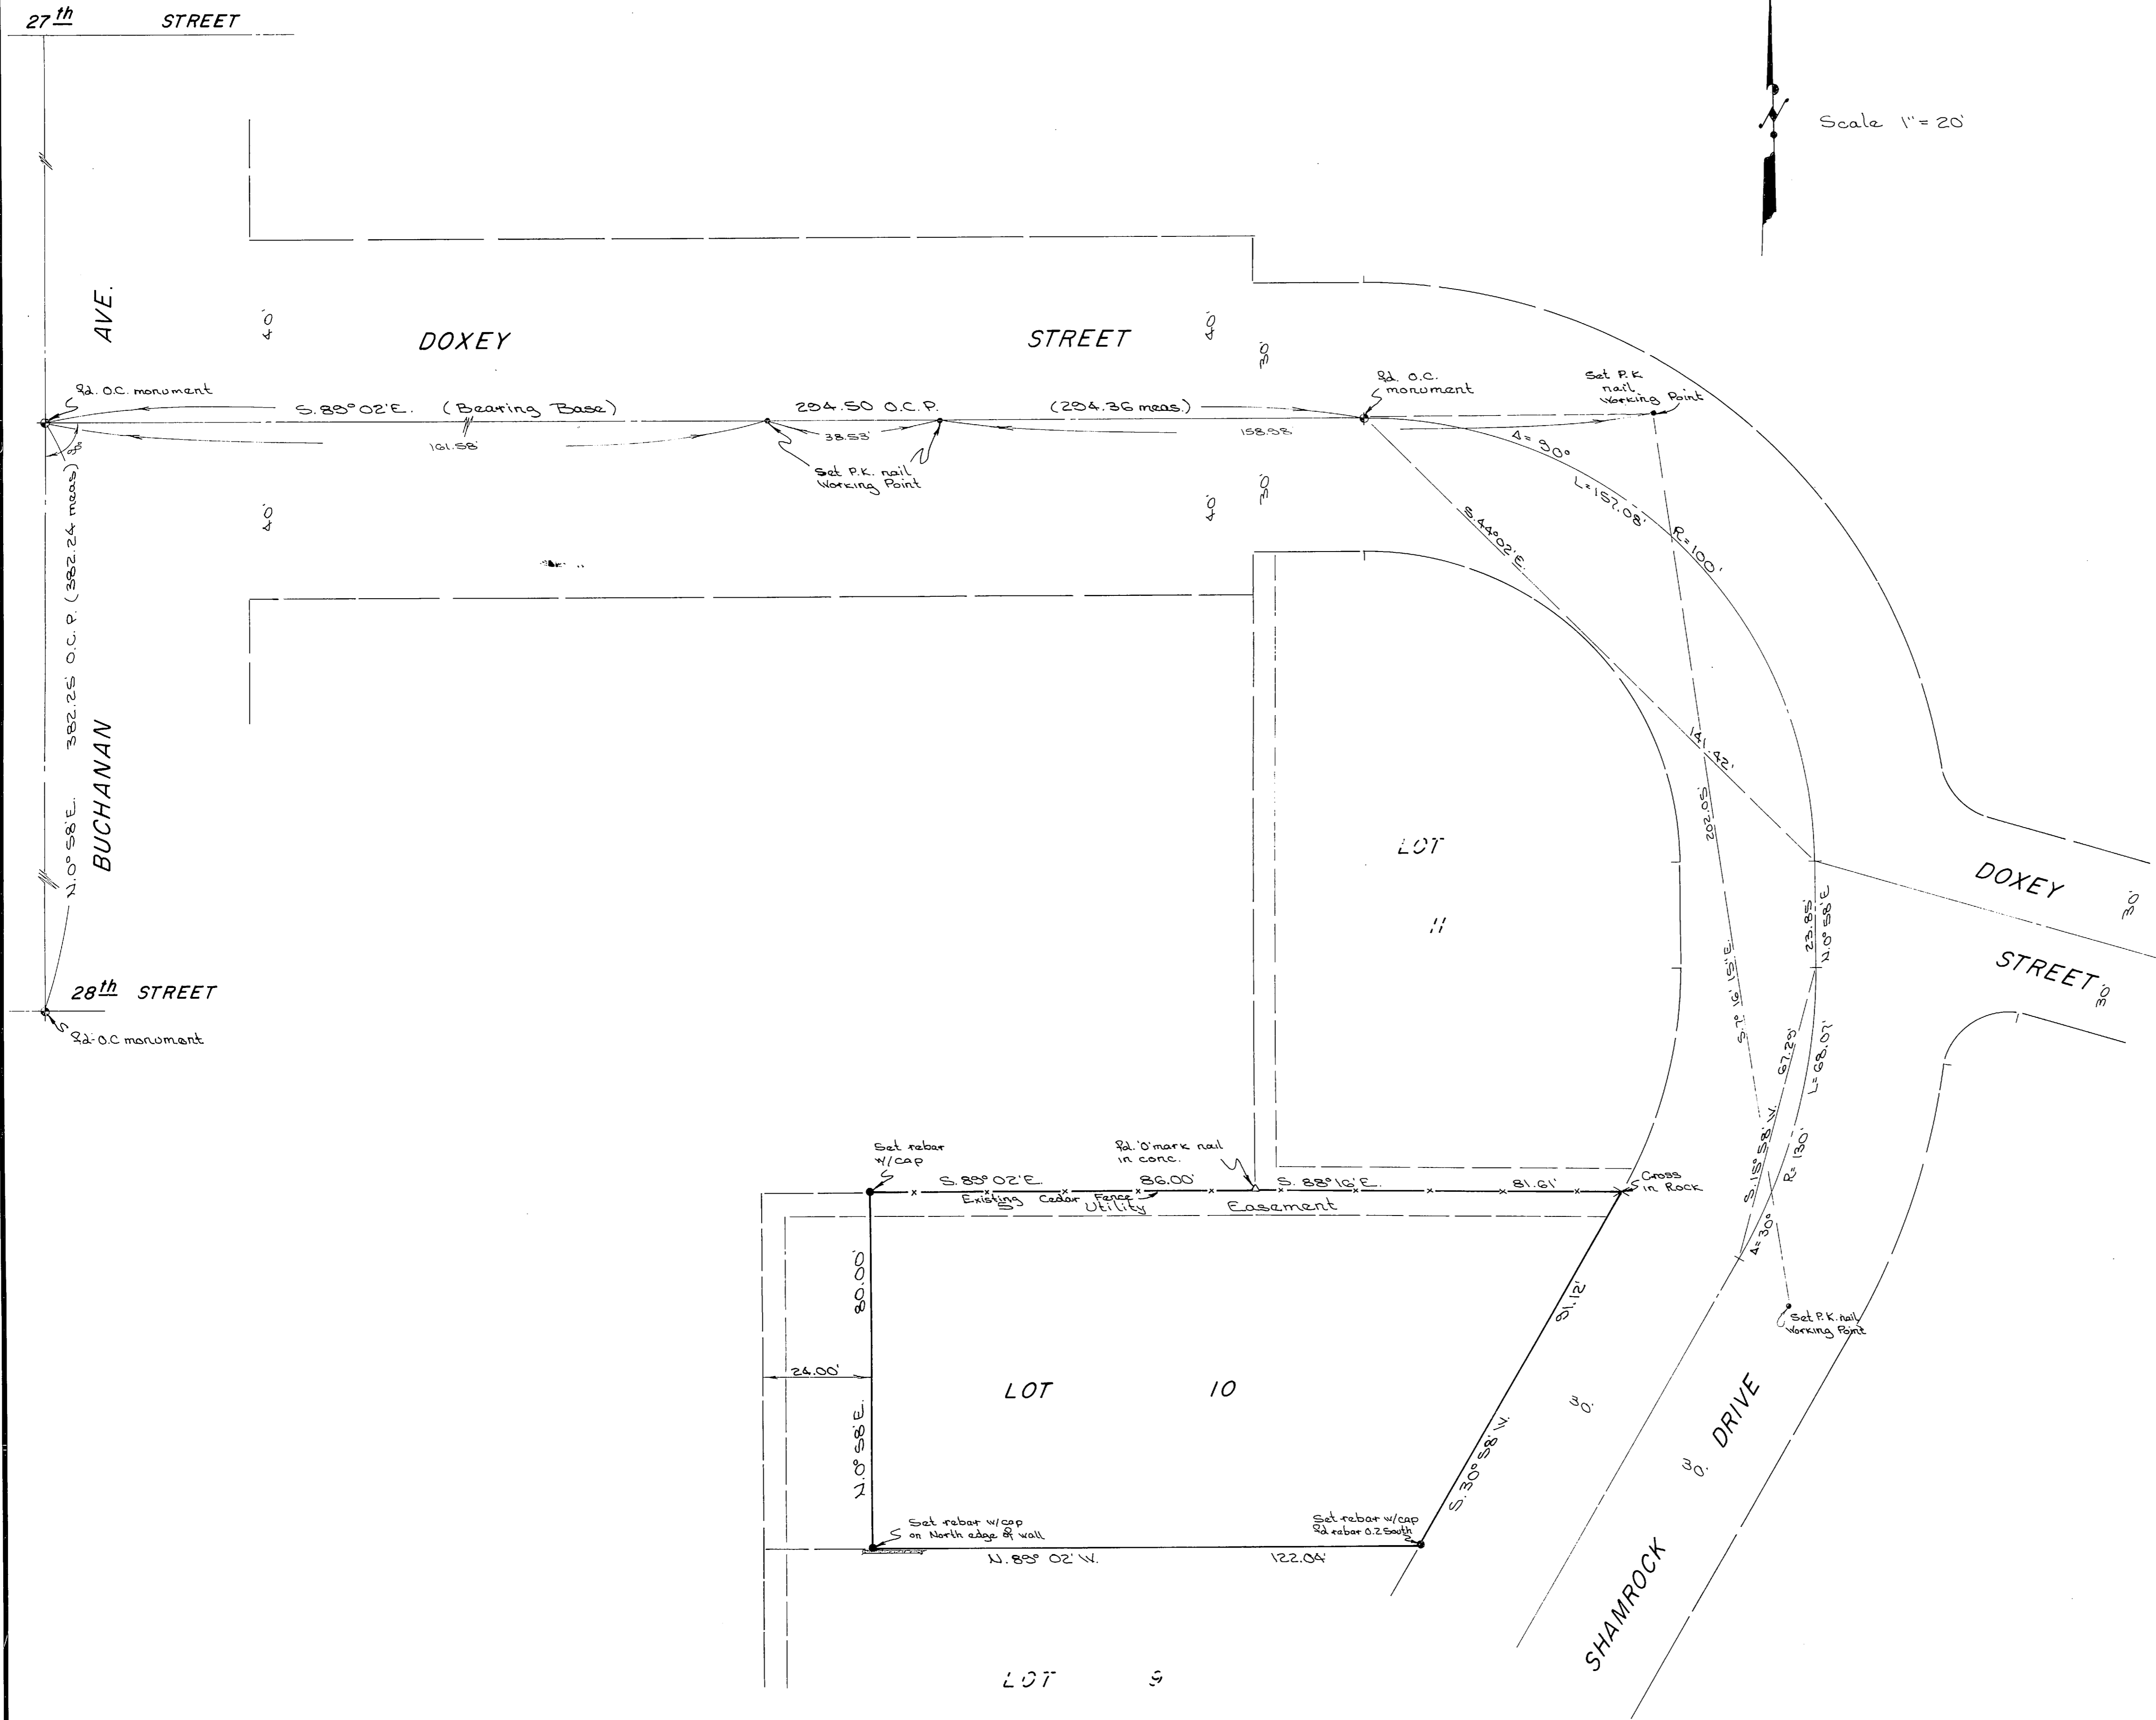 27th STREET
Scale 1" = 20'
AVE.
40'
DOXEY
STREET
40'
30'
fd. O.C. monument
S. 89° 02' E. (Bearing Base)
294.50 O.C.P.
(294.36 meas.)
fd. O.C.
monument
Set P.K.
nail
Working Point
161.58'
38.53'
158.98
Set P.K. nail
Working Point
40'
40'
30'
Δ = 90°
L = 157.08'
R = 100'
S. 44° 02' E.
141.42'
202.05'
S. 7° 16' 15" E.
N. 0° 58' E. 382.25' O.C.P. (382.24 meas)
BUCHANAN
28th STREET
fd. O.C monument
LOT
11
DOXEY
STREET
30'
30'
23.85'
N. 0° 58' E
67.29'
S. 15° 58' W.
L = 68.07'
R = 130'
Δ = 30°
Set rebar
w/cap
fd. 'O' mark nail
in conc.
S. 89° 02' E.
86.00'
S. 88° 16' E.
81.61'
Cross
in Rock
Existing Cedar Fence
Utility Easement
80.00'
N. 0° 58' E.
24.00'
LOT 10
91.12'
S. 30° 58' W.
Set P.K. nail
Working Point
30'
30'
SHAMROCK DRIVE
Set rebar w/cap
on North edge of wall
Set rebar w/cap
fd rebar 0.2 South
N. 89° 02' W.
122.04'
LOT 9